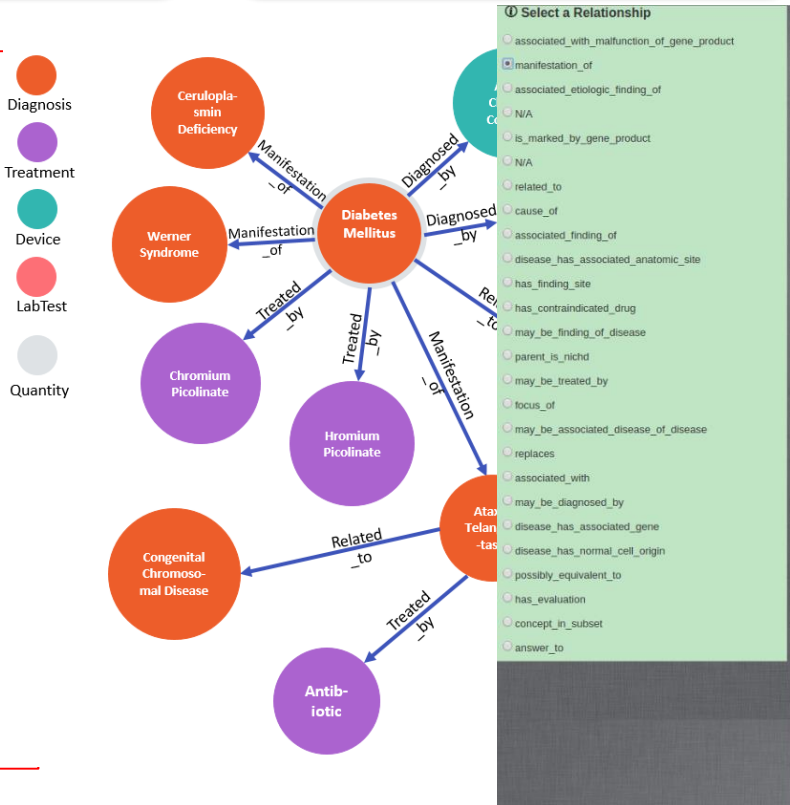 Diagnosis
Treatment
Device
LabTest
Quantity
Cerulopla-
smin
Deficiency
Manifestation
_of
Diagnosed
_by
Werner
Syndrome
Manifestation
_of
Diabetes
Mellitus
Diagnosed
_by
Treated
_by
Treated
_by
Manifestation
_of
Chromium
Picolinate
Hromium
Picolinate
Related
_to
Congenital
Chromoso-
mal Disease
Treated
_by
Antib-
iotic
Select a Relationship
associated_with_malfunction_of_gene_product
manifestation_of
associated_etiologic_finding_of
N/A
is_marked_by_gene_product
N/A
related_to
cause_of
associated_finding_of
disease_has_associated_anatomic_site
has_finding_site
has_contraindicated_drug
may_be_finding_of_disease
parent_is_nichd
may_be_treated_by
focus_of
may_be_associated_disease_of_disease
replaces
associated_with
may_be_diagnosed_by
disease_has_associated_gene
disease_has_normal_cell_origin
possibly_equivalent_to
has_evaluation
concept_in_subset
answer_to